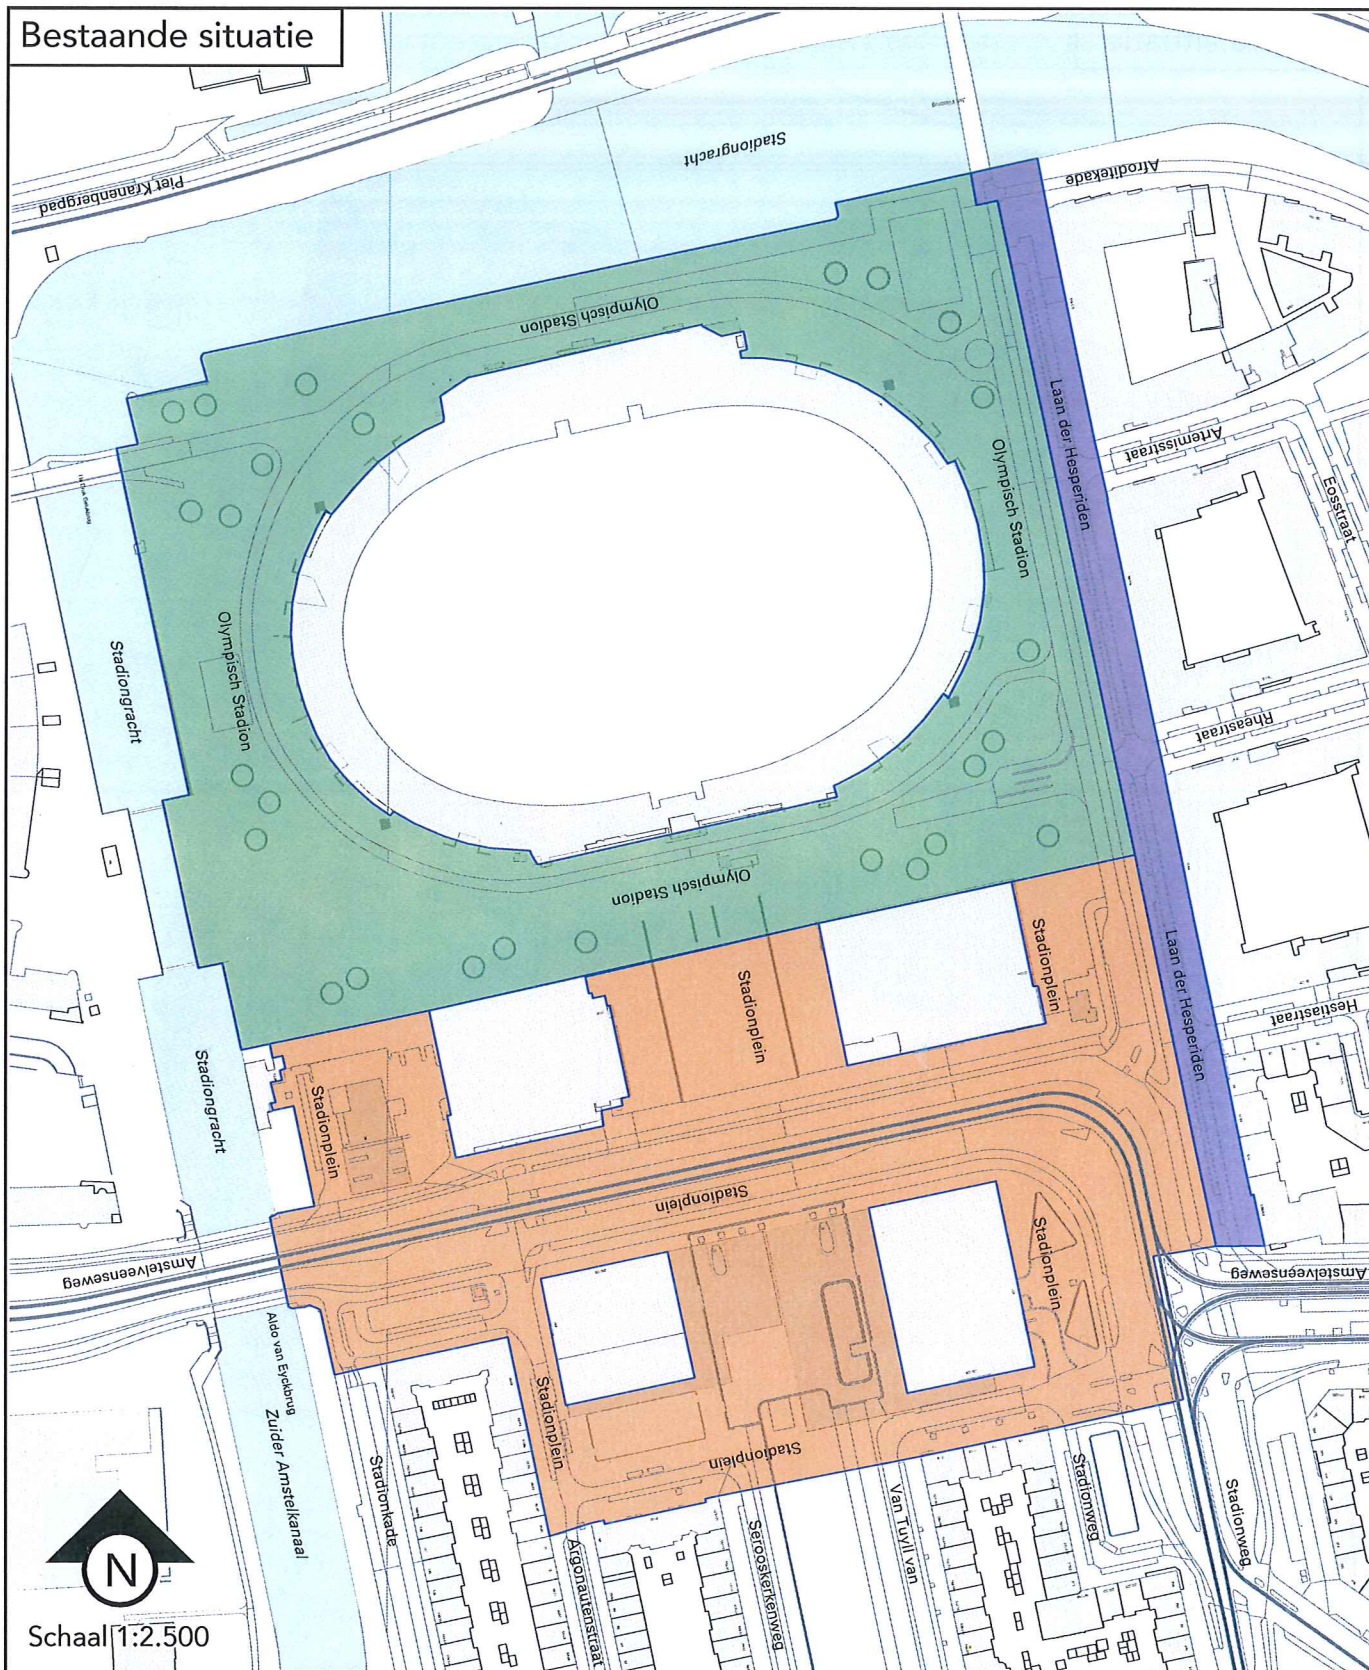 Bestaande situatie
Jan Vlasbrug
Stadiongracht
Afroditekade
Piet Kranenbergpad
Olympisch Stadion
Laan der Hesperiden
Artemisstraat
Olympisch Stadion
Eosstraat
Olympisch Stadion
Stadiongracht
Rheastraat
Olympisch Stadion
Stadionplein
Stadionplein
Laan der Hesperiden
Hestiastraat
Stadiongracht
Stadionplein
Stadionplein
Stadionplein
Amstelveenseweg
Amstelveenseweg
Aldo van Eyckbrug
Zuider Amstelkanaal
Stadionplein
Stadionplein
Stadionkade
Argonautenstraat
Serooskerkenweg
Van Tuyll van
Stadionweg
Stadionweg
N
Schaal 1:2.500